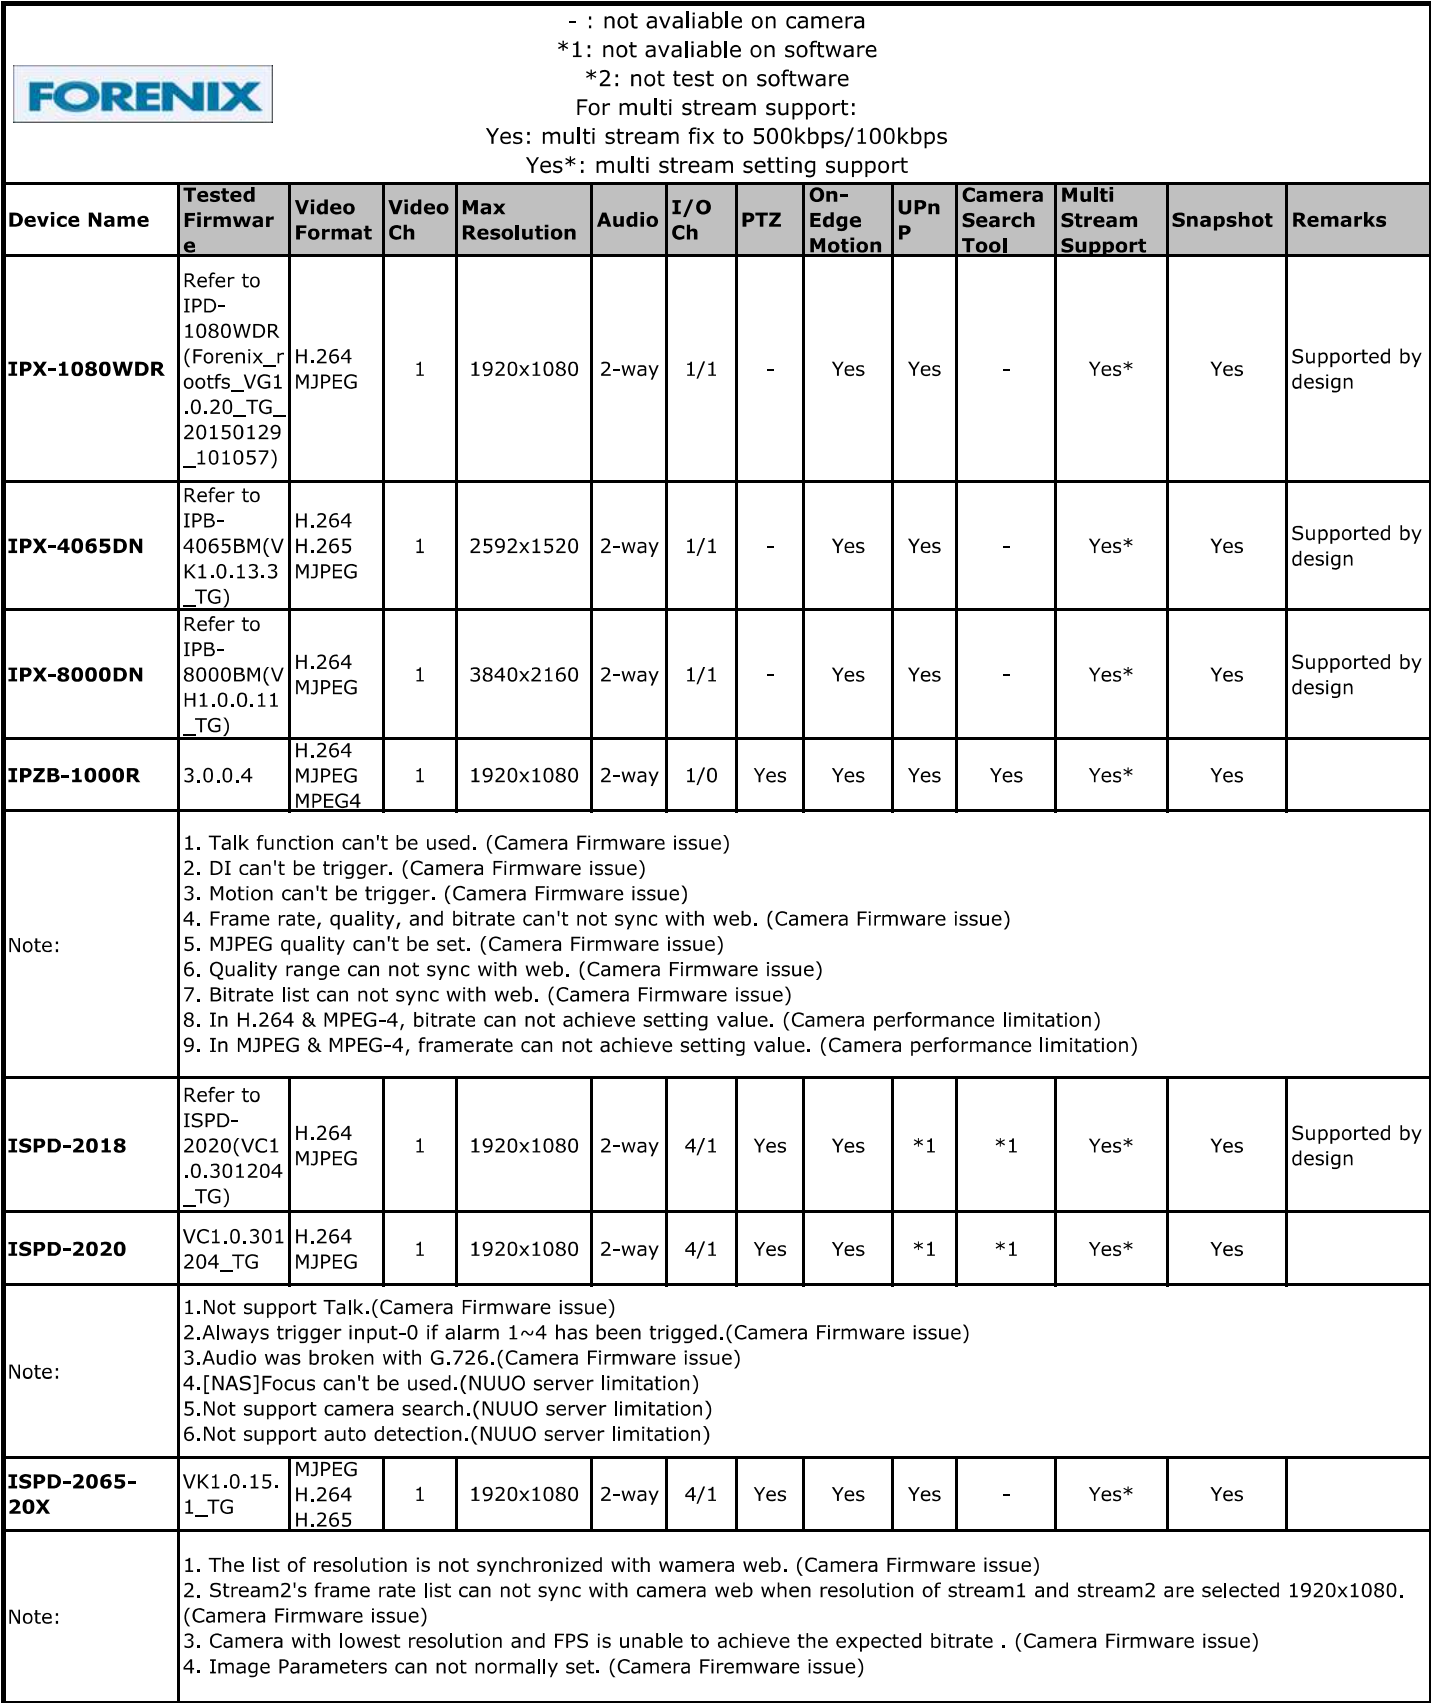 - : not avaliable on camera
*1: not avaliable on software
*2: not test on software
For multi stream support:
Yes: multi stream fix to 500kbps/100kbps
Yes*: multi stream setting support
FORENIX
Device Name | Tested Firmware | Video Format | Video Ch | Max Resolution | Audio | I/O Ch | PTZ | On-Edge Motion | UPnP | Camera Search Tool | Multi Stream Support | Snapshot | Remarks
IPX-1080WDR | Refer to IPD-1080WDR(Forenix_rootfs_VG1.0.20_TG_20150129_101057) | H.264 MJPEG | 1 | 1920x1080 | 2-way | 1/1 | - | Yes | Yes | - | Yes* | Yes | Supported by design
IPX-4065DN | Refer to IPB-4065BM(VK1.0.13.3_TG) | H.264 H.265 MJPEG | 1 | 2592x1520 | 2-way | 1/1 | - | Yes | Yes | - | Yes* | Yes | Supported by design
IPX-8000DN | Refer to IPB-8000BM(VH1.0.0.11_TG) | H.264 MJPEG | 1 | 3840x2160 | 2-way | 1/1 | - | Yes | Yes | - | Yes* | Yes | Supported by design
IPZB-1000R | 3.0.0.4 | H.264 MJPEG MPEG4 | 1 | 1920x1080 | 2-way | 1/0 | Yes | Yes | Yes | Yes | Yes* | Yes
Note:
1. Talk function can't be used. (Camera Firmware issue)
2. DI can't be trigger. (Camera Firmware issue)
3. Motion can't be trigger. (Camera Firmware issue)
4. Frame rate, quality, and bitrate can't not sync with web. (Camera Firmware issue)
5. MJPEG quality can't be set. (Camera Firmware issue)
6. Quality range can not sync with web. (Camera Firmware issue)
7. Bitrate list can not sync with web. (Camera Firmware issue)
8. In H.264 & MPEG-4, bitrate can not achieve setting value. (Camera performance limitation)
9. In MJPEG & MPEG-4, framerate can not achieve setting value. (Camera performance limitation)
ISPD-2018 | Refer to ISPD-2020(VC1.0.301204_TG) | H.264 MJPEG | 1 | 1920x1080 | 2-way | 4/1 | Yes | Yes | *1 | *1 | Yes* | Yes | Supported by design
ISPD-2020 | VC1.0.301204_TG | H.264 MJPEG | 1 | 1920x1080 | 2-way | 4/1 | Yes | Yes | *1 | *1 | Yes* | Yes
Note:
1.Not support Talk.(Camera Firmware issue)
2.Always trigger input-0 if alarm 1~4 has been trigged.(Camera Firmware issue)
3.Audio was broken with G.726.(Camera Firmware issue)
4.[NAS]Focus can't be used.(NUUO server limitation)
5.Not support camera search.(NUUO server limitation)
6.Not support auto detection.(NUUO server limitation)
ISPD-2065-20X | VK1.0.15.1_TG | MJPEG H.264 H.265 | 1 | 1920x1080 | 2-way | 4/1 | Yes | Yes | Yes | - | Yes* | Yes
Note:
1. The list of resolution is not synchronized with wamera web. (Camera Firmware issue)
2. Stream2's frame rate list can not sync with camera web when resolution of stream1 and stream2 are selected 1920x1080.
(Camera Firmware issue)
3. Camera with lowest resolution and FPS is unable to achieve the expected bitrate . (Camera Firmware issue)
4. Image Parameters can not normally set. (Camera Firemware issue)